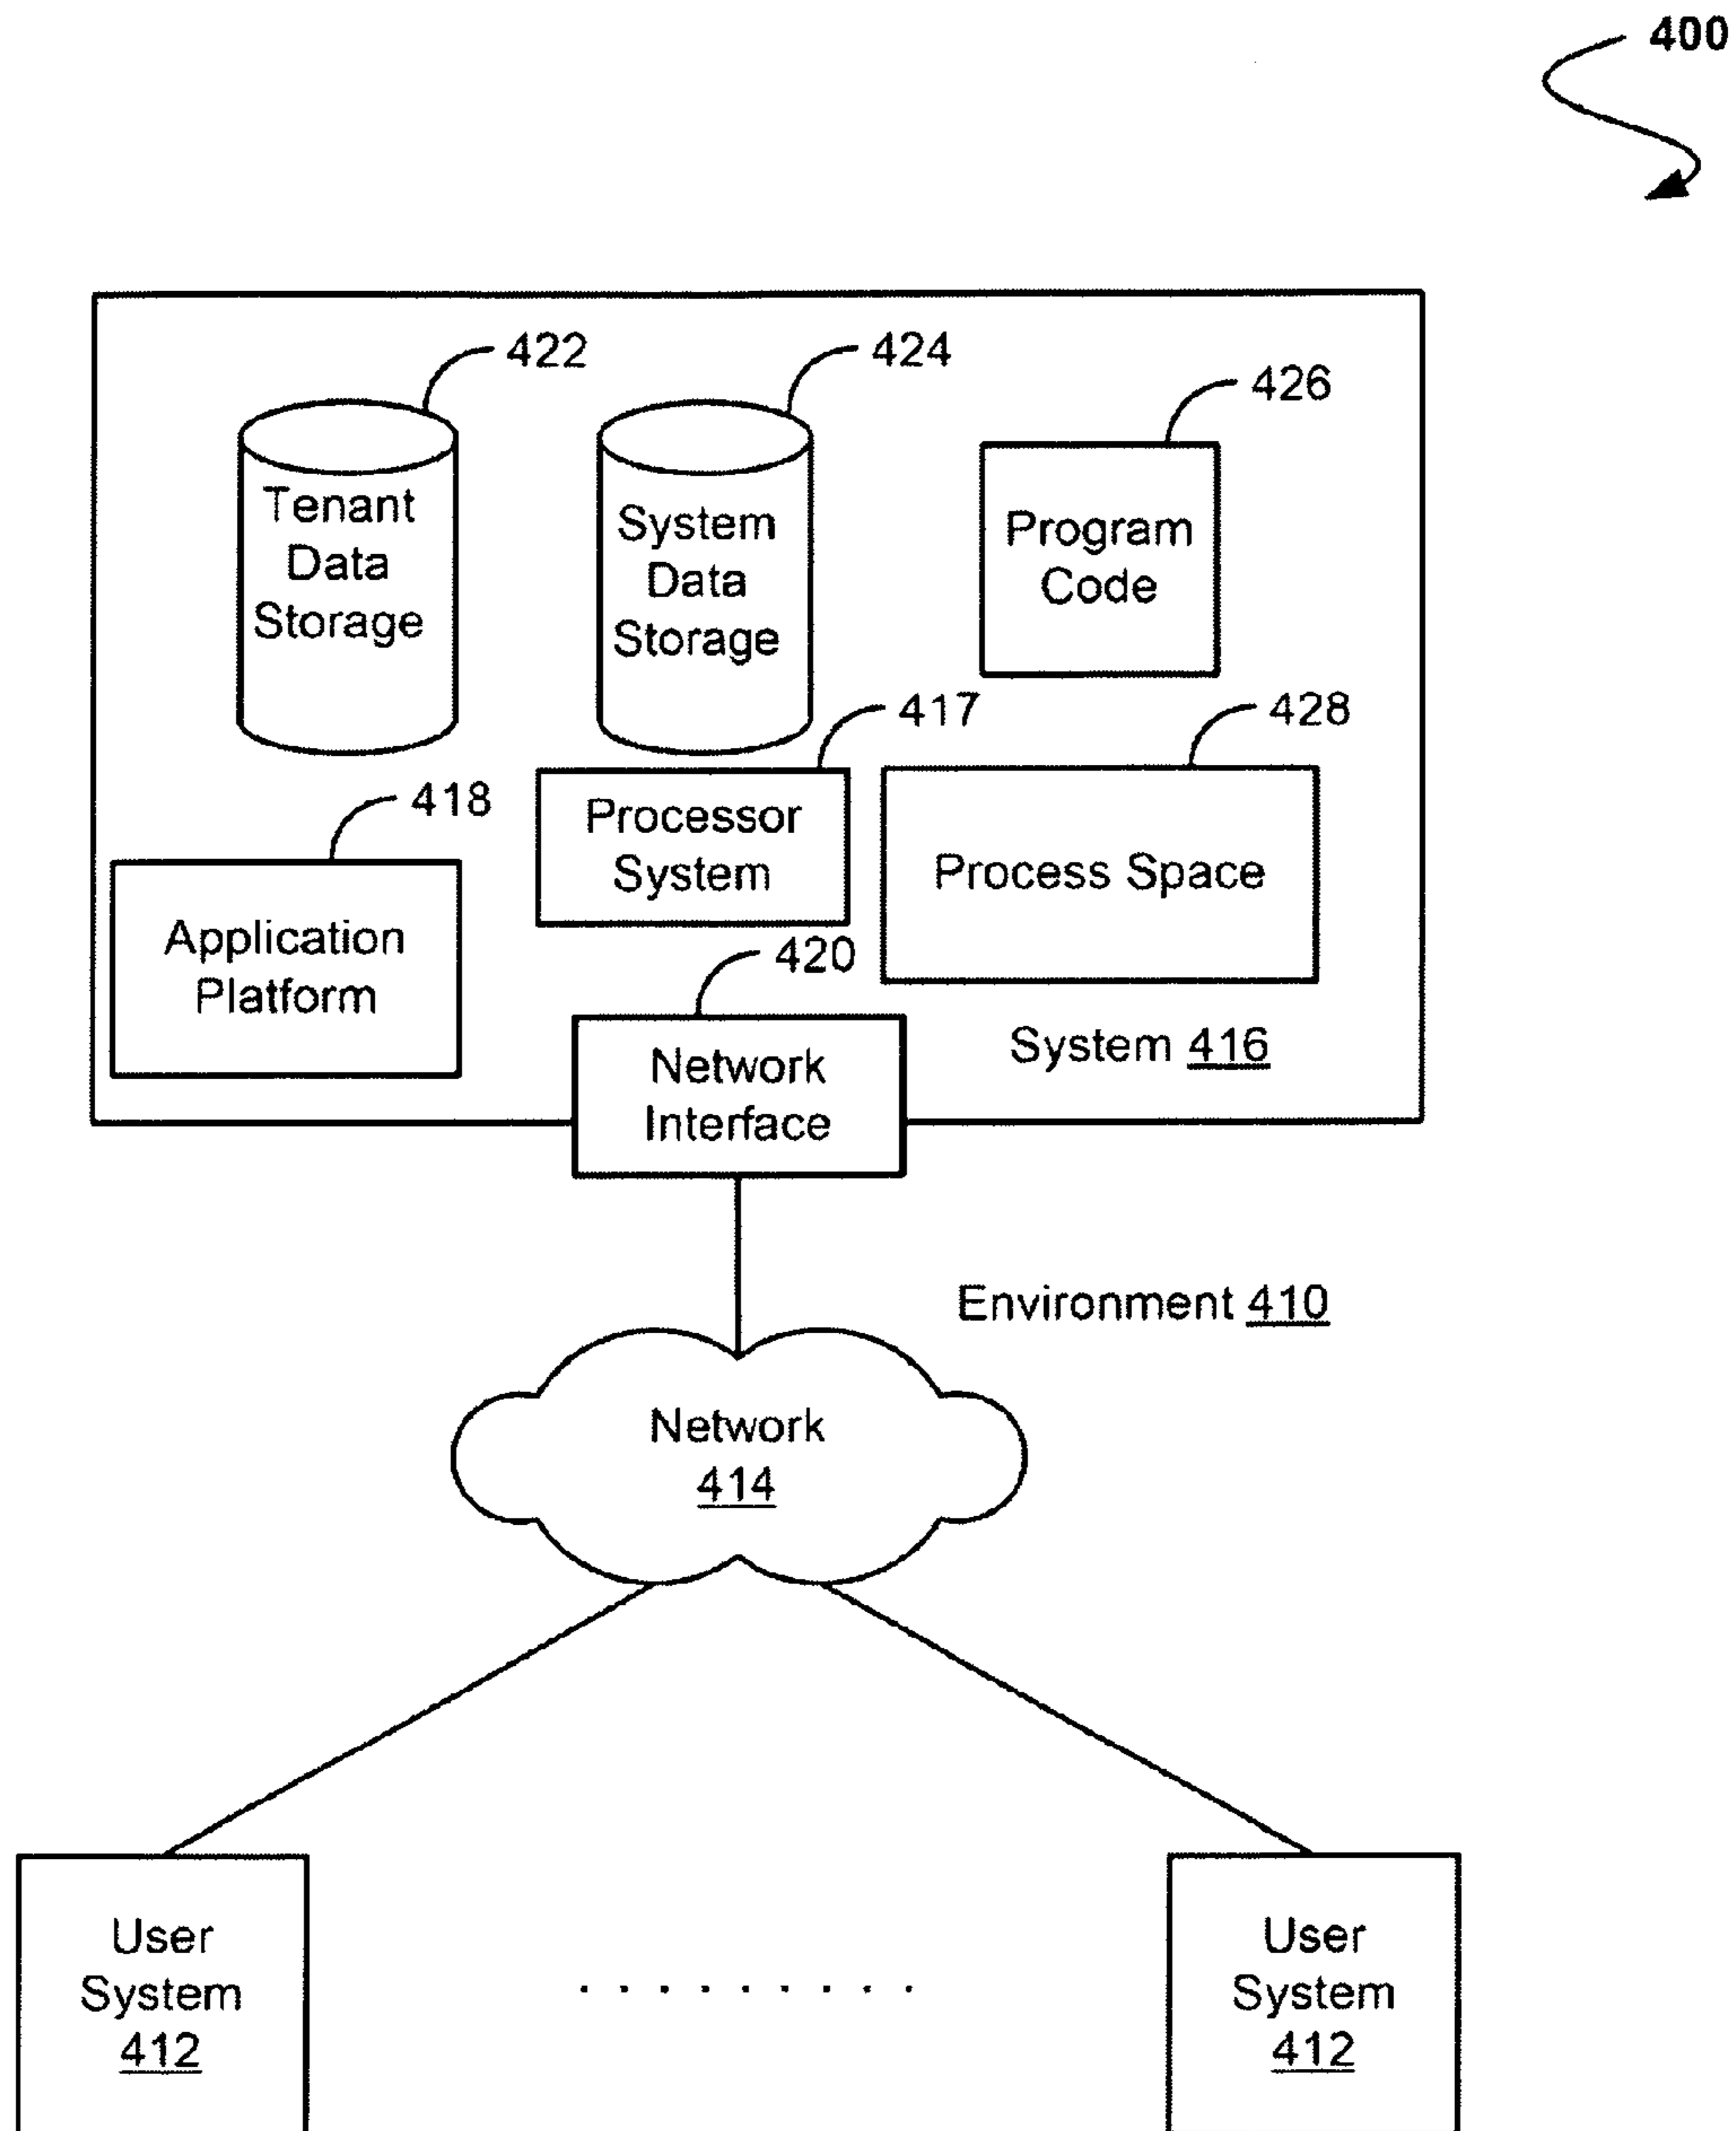 400
422
424
426
Tenant
Data
Storage
System
Data
Storage
Program
Code
417
428
418
Processor
System
Process Space
Application
Platform
420
Network
Interface
System 416
Environment 410
Network
414
User
System
412
.........
User
System
412